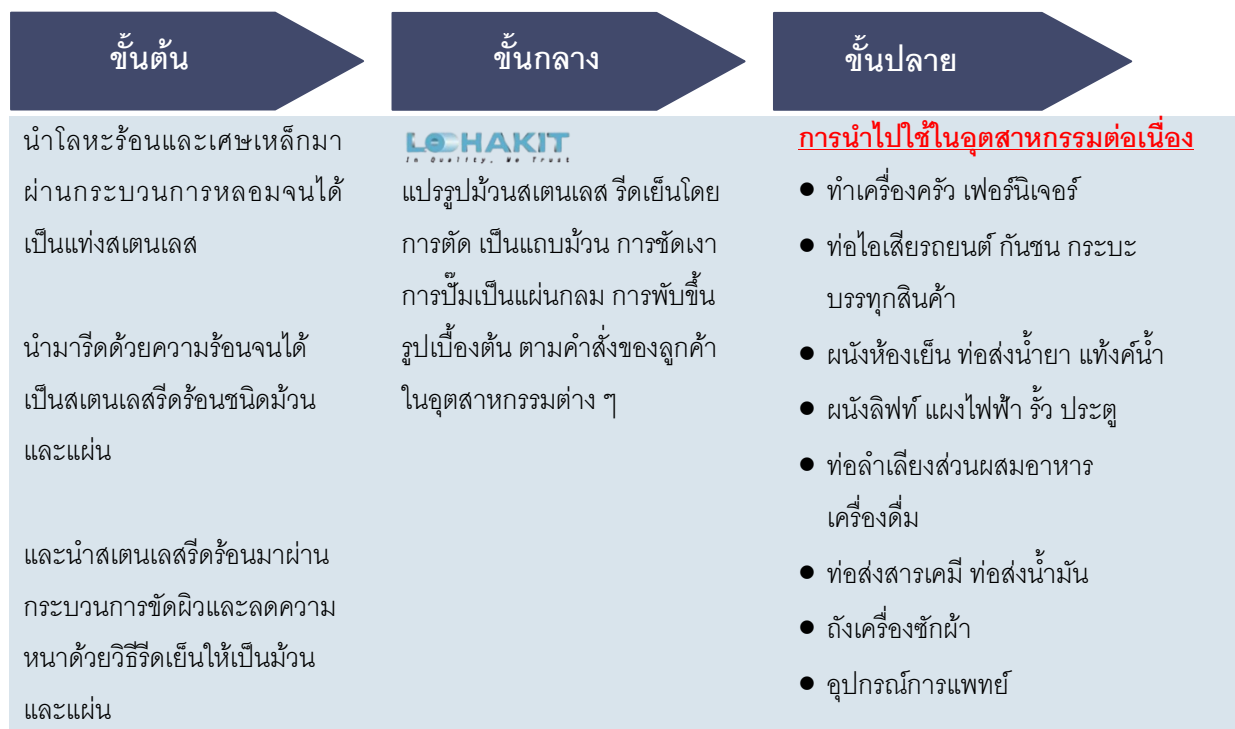 ขั้นต้น
ขั้นกลาง
ขั้นปลาย
นำโลหะร้อนและเศษเหล็กมา
ผ่านกระบวนการหลอมจนได้
เป็นแท่งสเตนเลส
นำมารีดด้วยความร้อนจนได้
เป็นสเตนเลสรีดร้อนชนิดม้วน
และแผ่น
และนำสเตนเลสรีดร้อนมาผ่าน
กระบวนการขัดผิวและลดความ
หนาด้วยวิธีรีดเย็นให้เป็นม้วน
และแผ่น
LOHAKIT
In Quality, We Trust
แปรรูปม้วนสเตนเลส รีดเย็นโดย
การตัด เป็นแถบม้วน การขัดเงา
การปั๊มเป็นแผ่นกลม การพับขึ้น
รูปเบื้องต้น ตามคำสั่งของลูกค้า
ในอุตสาหกรรมต่าง ๆ
การนำไปใช้ในอุตสาหกรรมต่อเนื่อง
● ทำเครื่องครัว เฟอร์นิเจอร์
● ท่อไอเสียรถยนต์ กันชน กระบะ
บรรทุกสินค้า
● ผนังห้องเย็น ท่อส่งน้ำยา แท้งค์น้ำ
● ผนังลิฟท์ แผงไฟฟ้า รั้ว ประตู
● ท่อลำเลียงส่วนผสมอาหาร
เครื่องดื่ม
● ท่อส่งสารเคมี ท่อส่งน้ำมัน
● ถังเครื่องซักผ้า
● อุปกรณ์การแพทย์